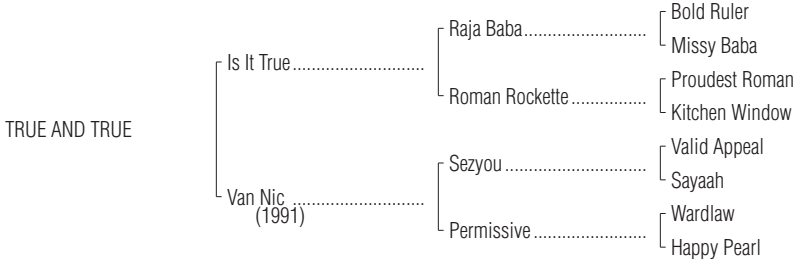 Bold Ruler
Raja Baba
Missy Baba
Is It True
Proudest Roman
Roman Rockette
Kitchen Window
TRUE AND TRUE
Valid Appeal
Sezyou
Sayaah
Van Nic
(1991)
Wardlaw
Permissive
Happy Pearl